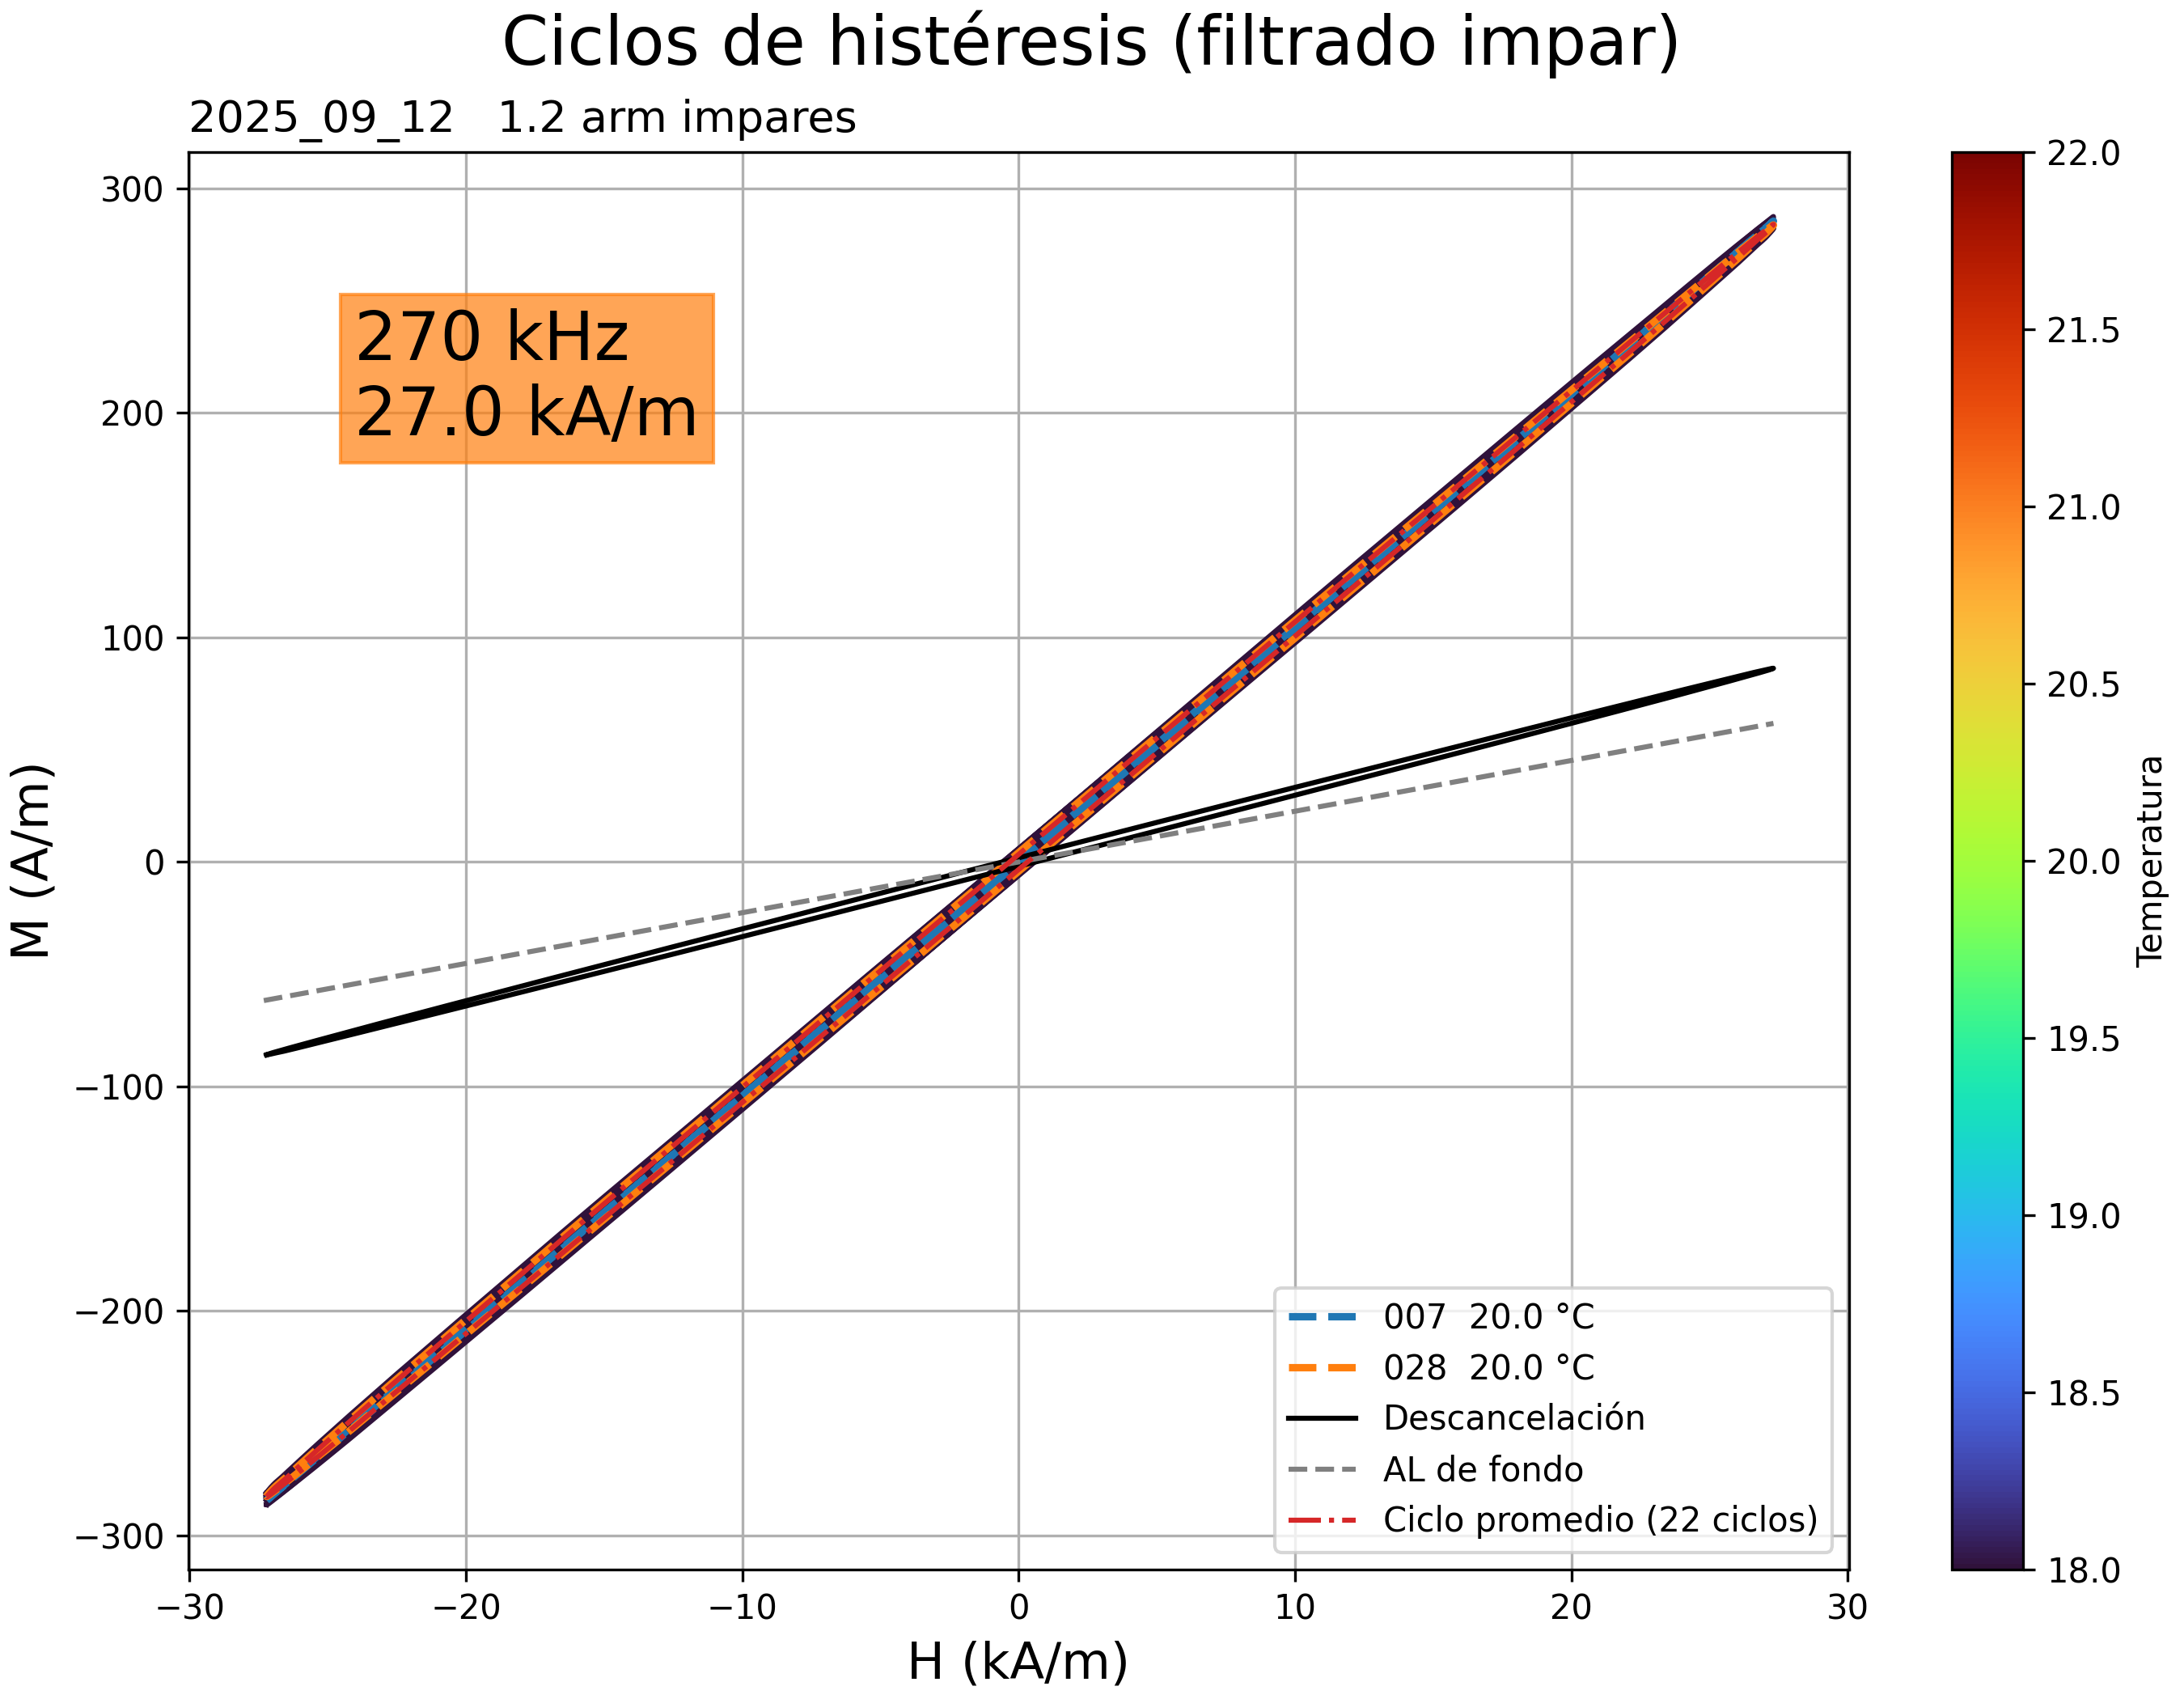 Ciclos de histéresis (filtrado impar)
2025_09_12   1.2 arm impares
300
200
100
0
−100
−200
−300
M (A/m)
270 kHz
27.0 kA/m
007  20.0 °C
028  20.0 °C
Descancelación
AL de fondo
Ciclo promedio (22 ciclos)
−30
−20
−10
0
10
20
30
H (kA/m)
22.0
21.5
21.0
20.5
20.0
19.5
19.0
18.5
18.0
Temperatura